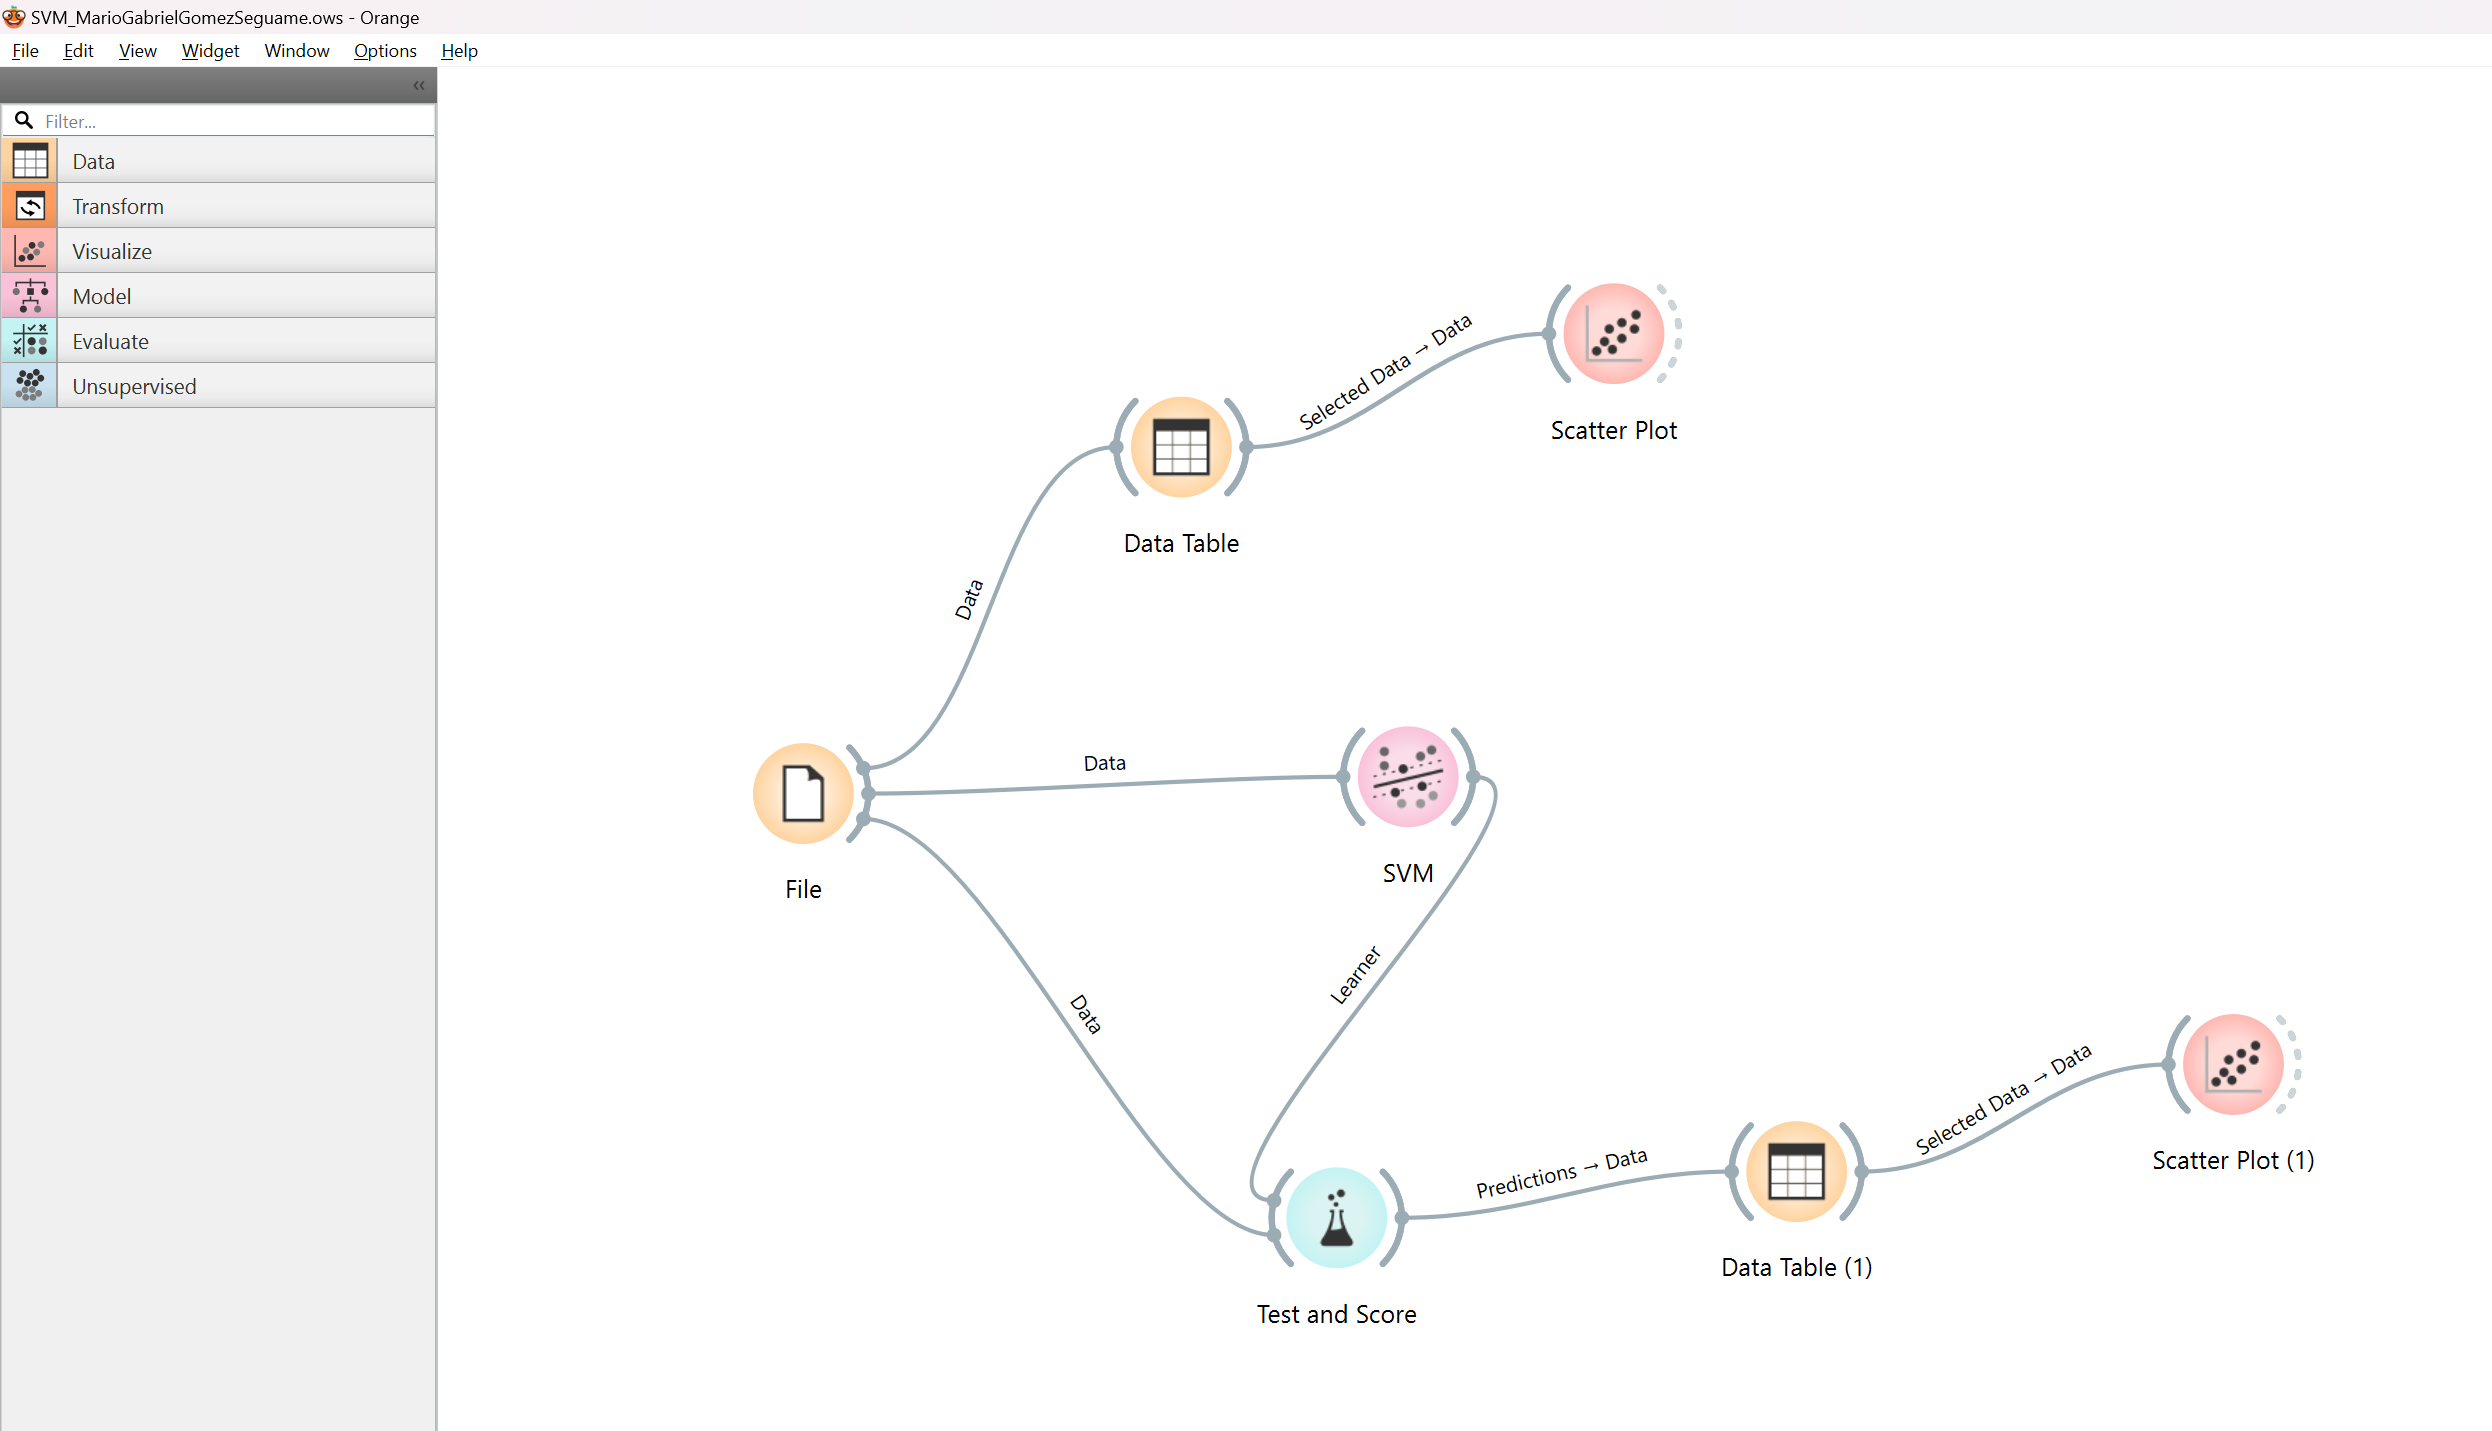 SVM_MarioGabrielGomezSeguame.ows - Orange
File Edit View Widget Window Options Help
Filter...
Data
Transform
Visualize
Model
Evaluate
Unsupervised
Selected Data → Data
Scatter Plot
Data Table
Data
Data
SVM
File
Learner
Data
Selected Data → Data
Predictions → Data
Scatter Plot (1)
Data Table (1)
Test and Score